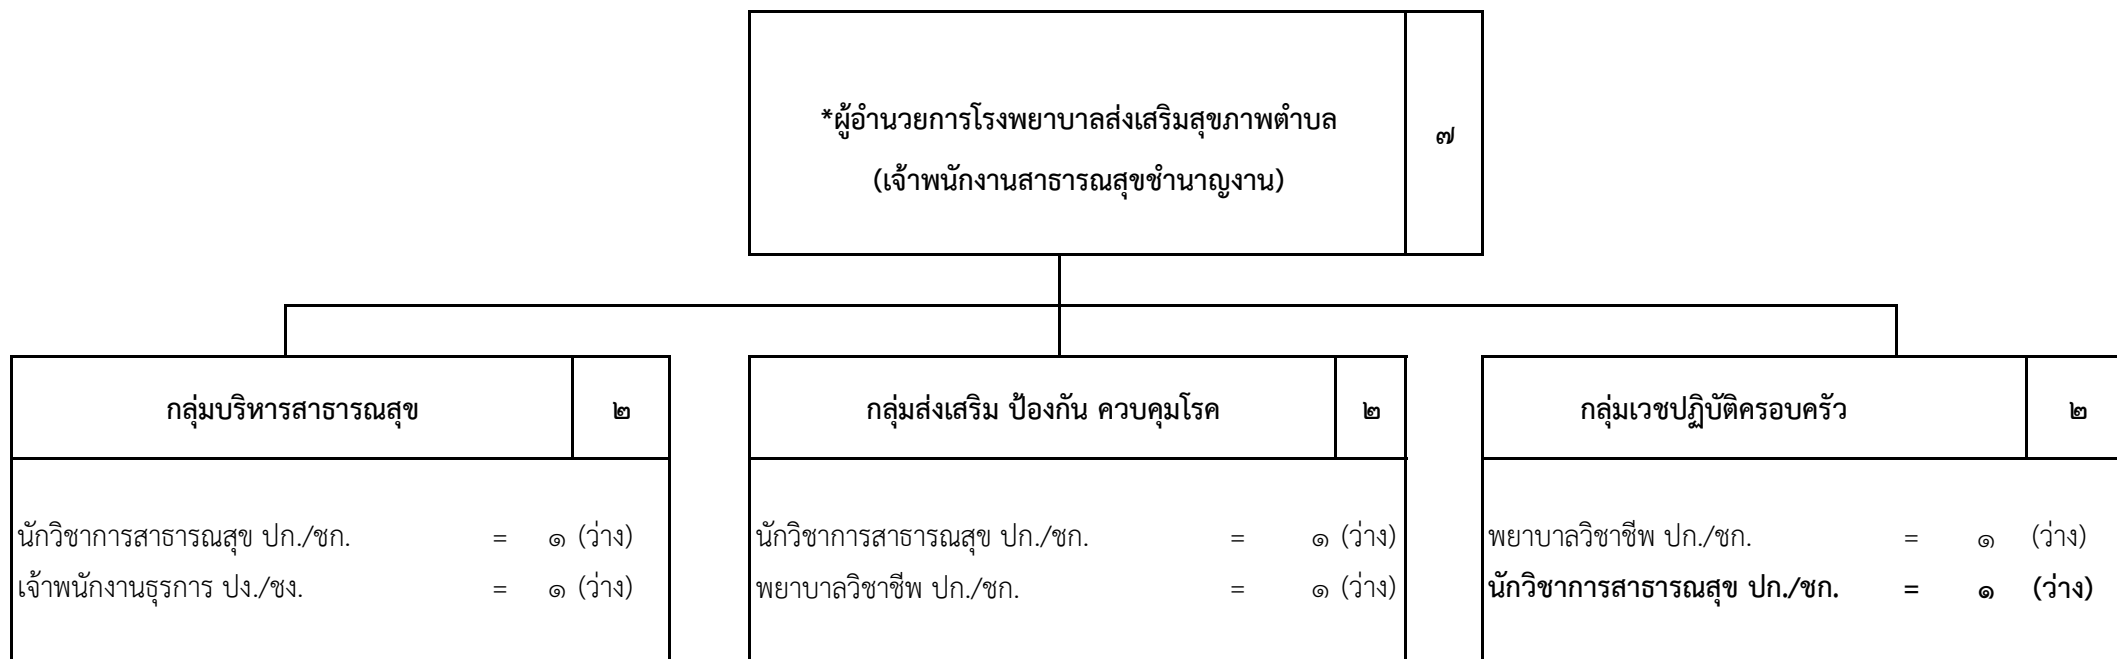 *ผู้อำนวยการโรงพยาบาลส่งเสริมสุขภาพตำบล
(เจ้าพนักงานสาธารณสุขชำนาญงาน)
๗
กลุ่มบริหารสาธารณสุข ๒
นักวิชาการสาธารณสุข ปก./ชก. = ๑ (ว่าง)
เจ้าพนักงานธุรการ ปง./ชง. = ๑ (ว่าง)
กลุ่มส่งเสริม ป้องกัน ควบคุมโรค ๒
นักวิชาการสาธารณสุข ปก./ชก. = ๑ (ว่าง)
พยาบาลวิชาชีพ ปก./ชก. = ๑ (ว่าง)
กลุ่มเวชปฏิบัติครอบครัว ๒
พยาบาลวิชาชีพ ปก./ชก. = ๑ (ว่าง)
นักวิชาการสาธารณสุข ปก./ชก. = ๑ (ว่าง)